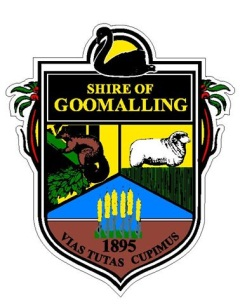 SHIRE OF
GOOMALLING
1895
VIAS TUTAS CUPIMUS